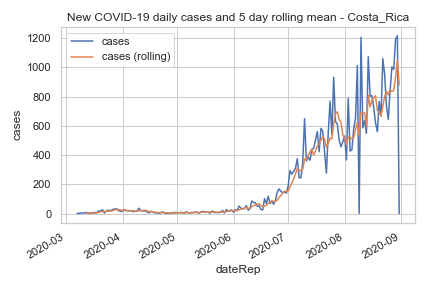 New COVID-19 daily cases and 5 day rolling mean - Costa_Rica
cases
cases (rolling)
1200
1000
800
600
400
200
0
cases
2020-03
2020-04
2020-05
2020-06
2020-07
2020-08
2020-09
dateRep